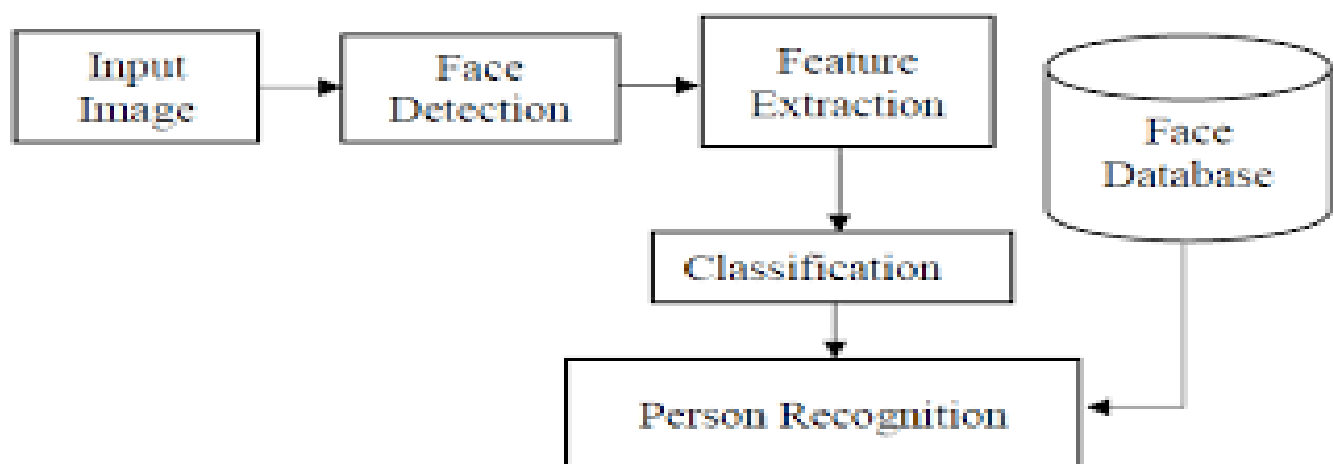 Input
Image
Face
Detection
Feature
Extraction
Face
Database
Classification
Person Recognition